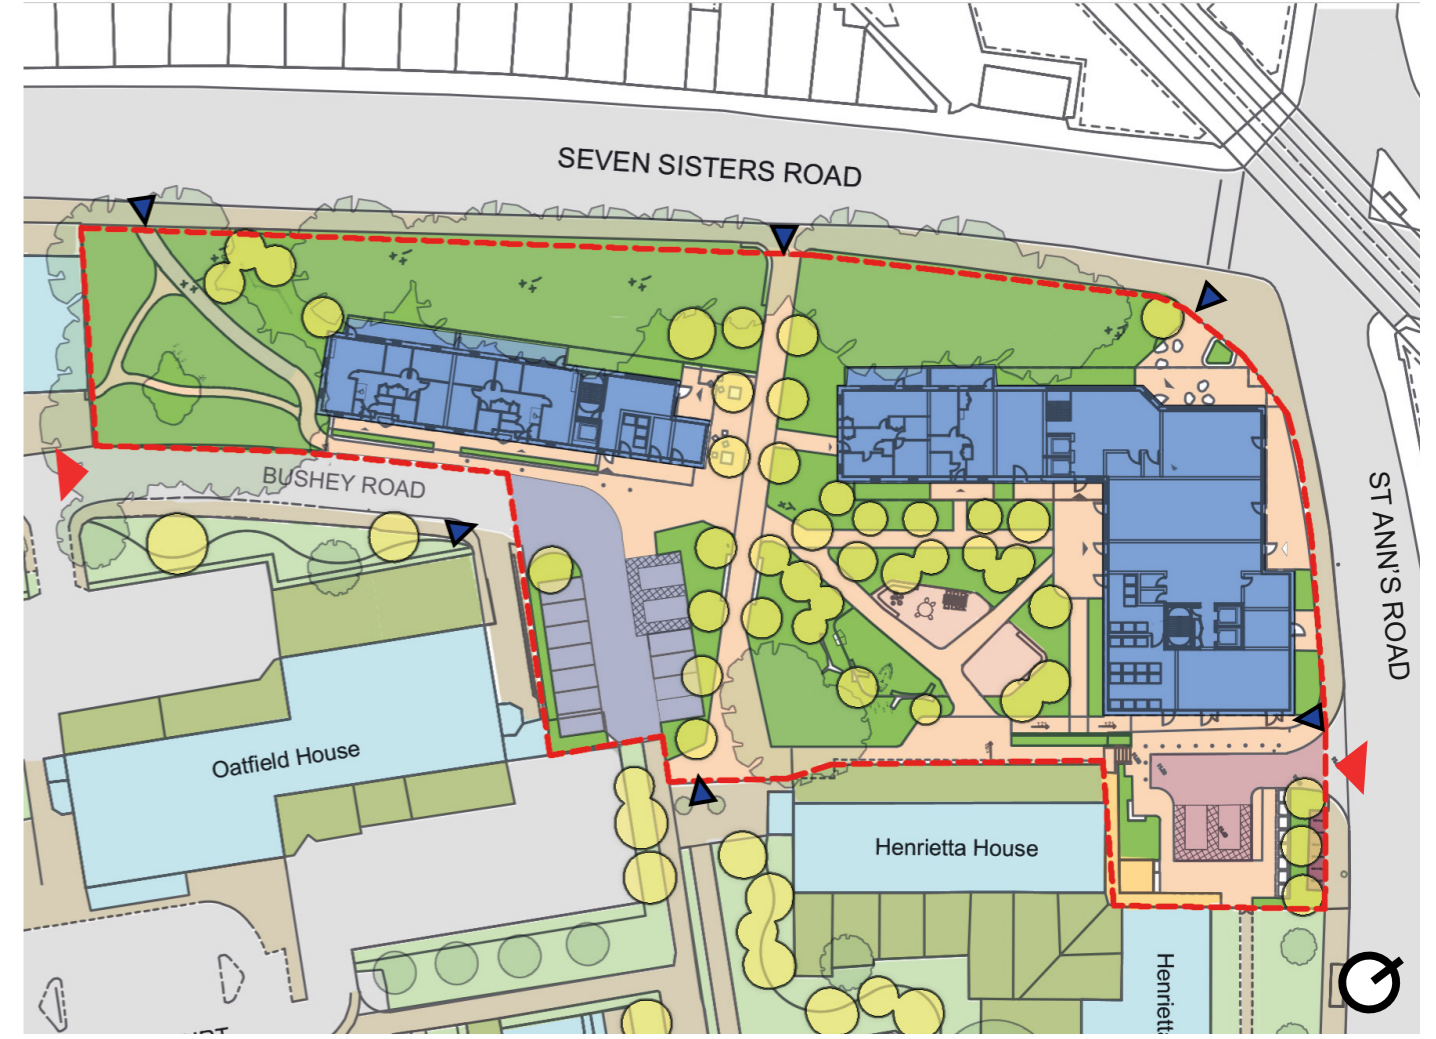 SEVEN SISTERS ROAD
BUSHEY ROAD
ST ANN'S ROAD
Oatfield House
Henrietta House